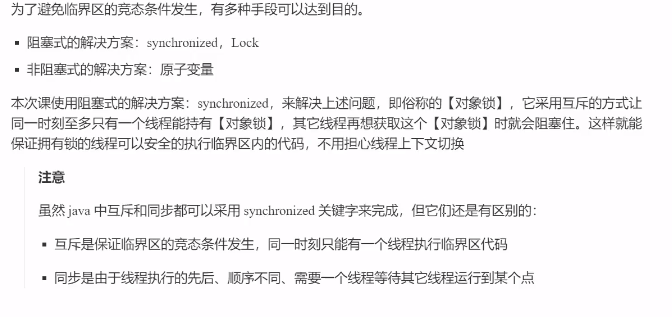 为了避免临界区的竞态条件发生，有多种手段可以达到目的。
▪ 阻塞式的解决方案：synchronized，Lock
▪ 非阻塞式的解决方案：原子变量
本次课使用阻塞式的解决方案：synchronized，来解决上述问题，即俗称的【对象锁】，它采用互斥的方式让
同一时刻至多只有一个线程能持有【对象锁】，其它线程再想获取这个【对象锁】时就会阻塞住。这样就能
保证拥有锁的线程可以安全的执行临界区内的代码，不用担心线程上下文切换
注意
虽然 java 中互斥和同步都可以采用 synchronized 关键字来完成，但它们还是有区别的：
▪ 互斥是保证临界区的竞态条件发生，同一时刻只能有一个线程执行临界区代码
▪ 同步是由于线程执行的先后、顺序不同、需要一个线程等待其它线程运行到某个点